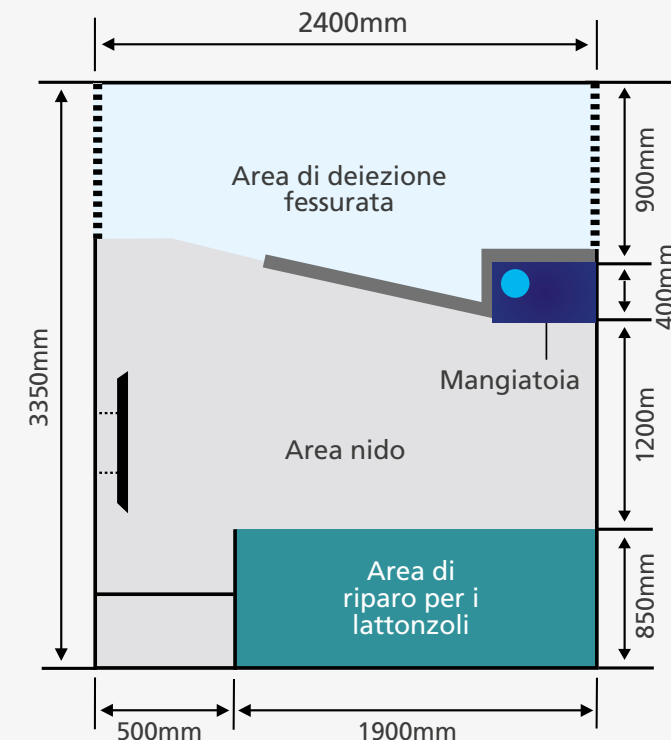 2400mm
Area di deiezione
fessurata
900mm
400mm
Mangiatoia
3350mm
1200m
Area nido
Area di
riparo per i
lattonzoli
850mm
500mm
1900mm